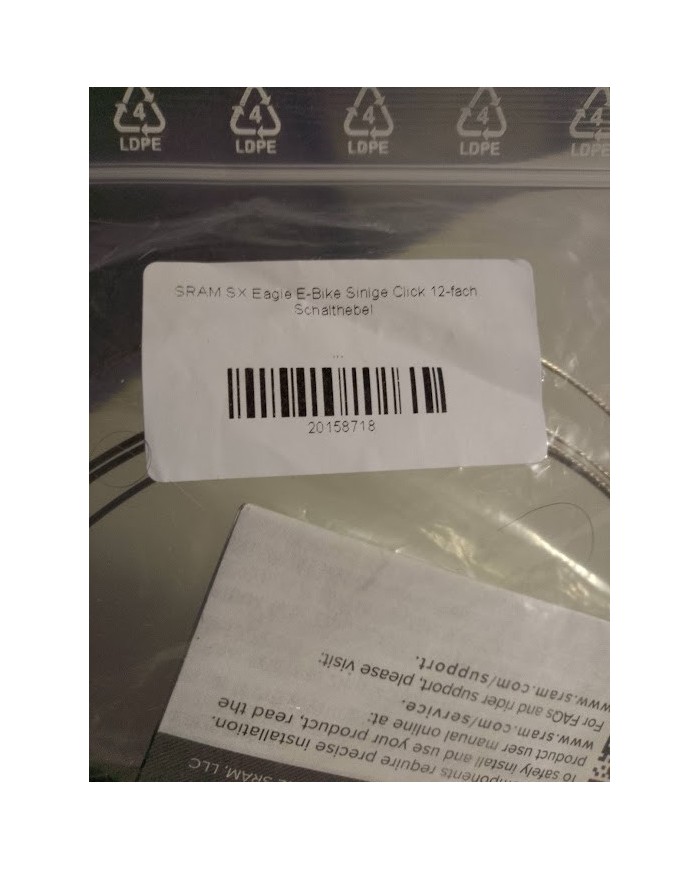 4 4 4 4 4
LDPE LDPE LDPE LDPE LDPE
SRAM SX Eagle E-Bike Sinlge Click 12-fach
Schalthebel
20158718
SRAM, LLC
mponents require precise installation.
To safely install and use your product, read the
product user manual online at:
www.sram.com/service.
For FAQs and rider support, please visit:
www.sram.com/support.